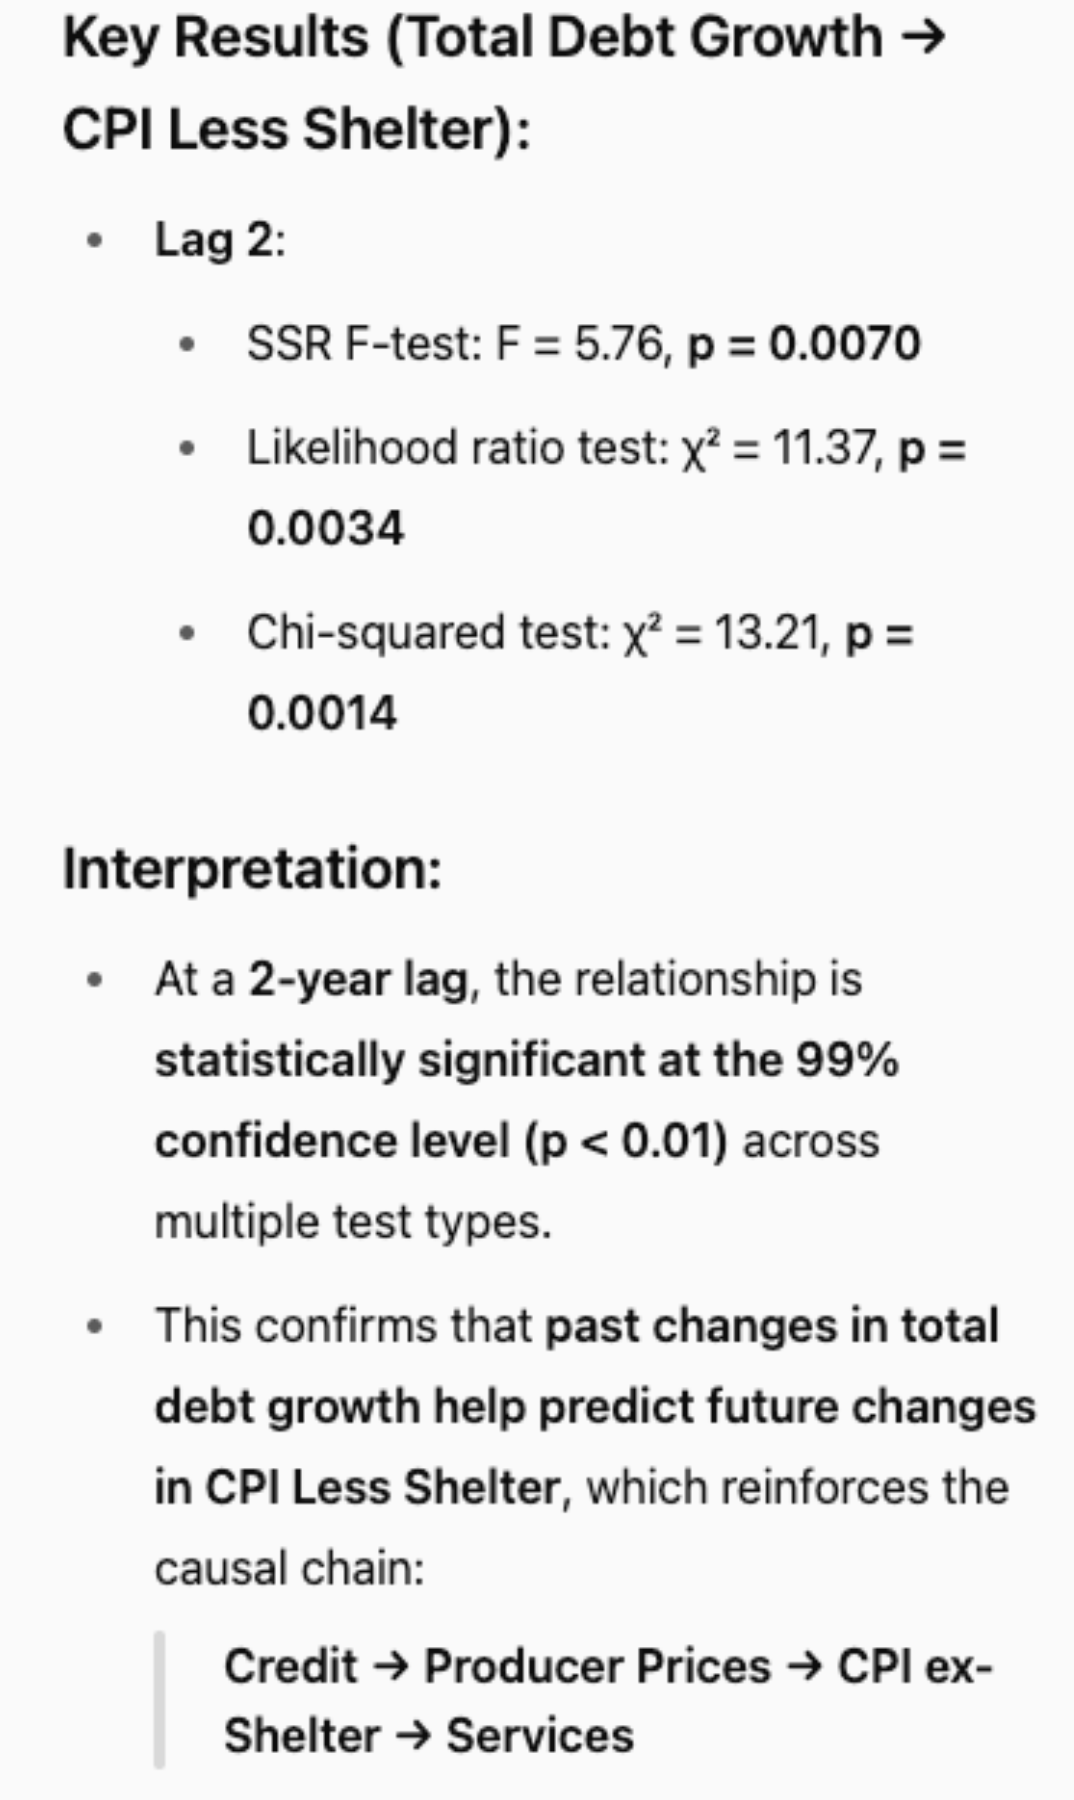 Key Results (Total Debt Growth →
CPI Less Shelter):
• Lag 2:
• SSR F-test: F = 5.76, p = 0.0070
• Likelihood ratio test: χ² = 11.37, p =
0.0034
• Chi-squared test: χ² = 13.21, p =
0.0014
Interpretation:
• At a 2-year lag, the relationship is
statistically significant at the 99%
confidence level (p < 0.01) across
multiple test types.
• This confirms that past changes in total
debt growth help predict future changes
in CPI Less Shelter, which reinforces the
causal chain:
Credit → Producer Prices → CPI ex-
Shelter → Services